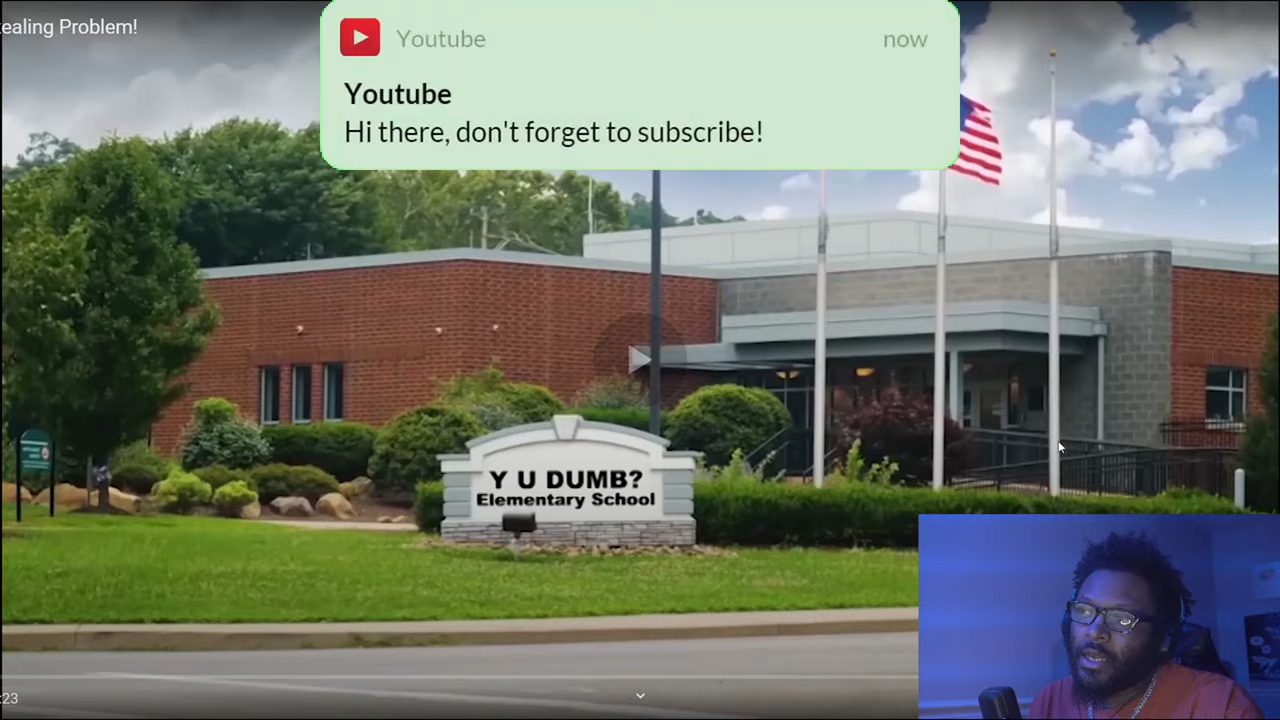 ealing Problem!
Youtube
now
Youtube
Hi there, don't forget to subscribe!
Y U DUMB?
Elementary School
:23